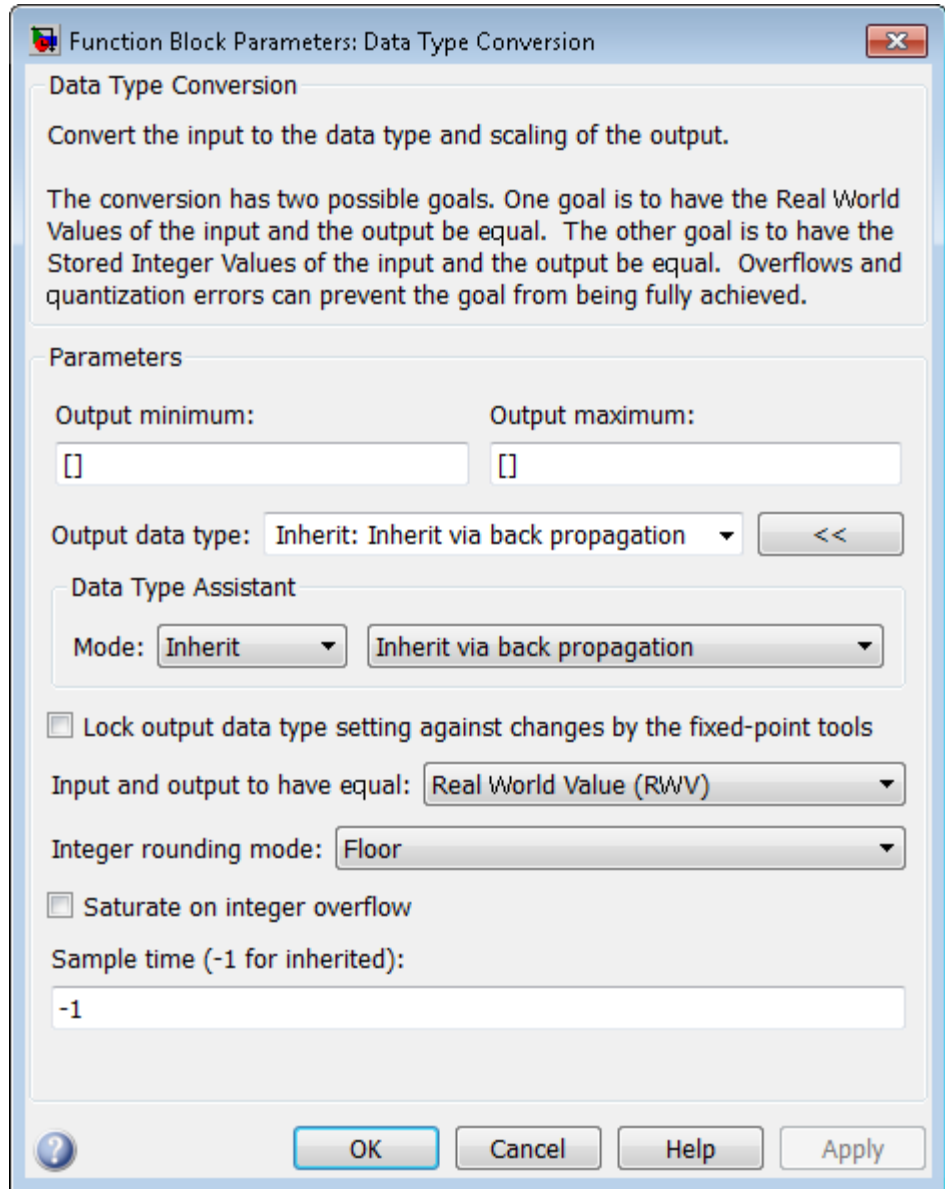 Function Block Parameters: Data Type Conversion
Data Type Conversion
Convert the input to the data type and scaling of the output.
The conversion has two possible goals. One goal is to have the Real World
Values of the input and the output be equal.  The other goal is to have the
Stored Integer Values of the input and the output be equal.  Overflows and
quantization errors can prevent the goal from being fully achieved.
Parameters
Output minimum: Output maximum:
[] []
Output data type: Inherit: Inherit via back propagation <<
Data Type Assistant
Mode: Inherit Inherit via back propagation
Lock output data type setting against changes by the fixed-point tools
Input and output to have equal: Real World Value (RWV)
Integer rounding mode: Floor
Saturate on integer overflow
Sample time (-1 for inherited):
-1
? OK Cancel Help Apply